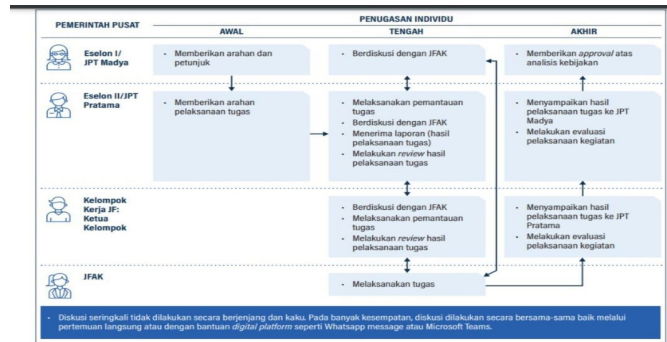 PEMERINTAH PUSAT
PENUGASAN INDIVIDU
AWAL
TENGAH
AKHIR
Eselon I/
JPT Madya
- Memberikan arahan dan
petunjuk
- Berdiskusi dengan JFAK
- Memberikan approval atas
analisis kebijakan
Eselon II/JPT
Pratama
- Memberikan arahan
pelaksanaan tugas
- Melaksanakan pemantauan
tugas
- Berdiskusi dengan JFAK
- Menerima laporan (hasil
pelaksanaan tugas)
- Melakukan review hasil
pelaksanaan tugas
- Menyampaikan hasil
pelaksanaan tugas ke JPT
Madya
- Melakukan evaluasi
pelaksanaan kegiatan
Kelompok
Kerja JF:
Ketua
Kelompok
- Berdiskusi dengan JFAK
- Melaksanakan pemantauan
tugas
- Melakukan review hasil
pelaksanaan tugas
- Menyampaikan hasil
pelaksanaan tugas ke JPT
Pratama
- Melakukan evaluasi
pelaksanaan kegiatan
JFAK
- Melaksanakan tugas
- Diskusi seringkali tidak dilakukan secara berjenjang dan kaku. Pada banyak kesempatan, diskusi dilakukan secara bersama-sama baik melalui
pertemuan langsung atau dengan bantuan digital platform seperti Whatsapp message atau Microsoft Teams.